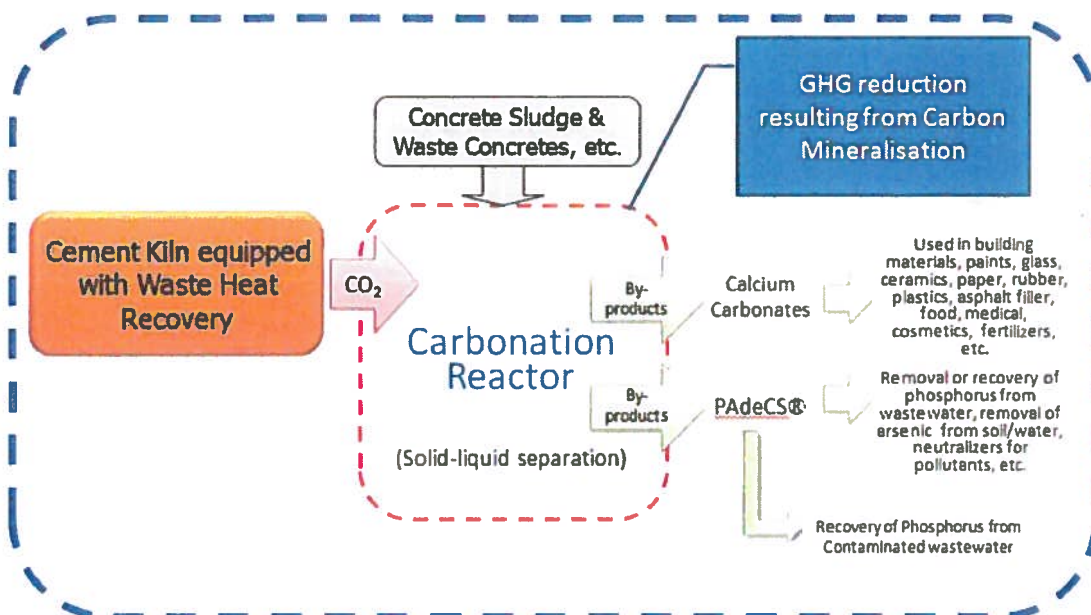 GHG reduction
resulting from Carbon
Mineralisation
Concrete Sludge &
Waste Concretes, etc.
Cement Kiln equipped
with Waste Heat
Recovery
CO₂
Carbonation
Reactor
(Solid-liquid separation)
By-
products
Calcium
Carbonates
Used in building
materials, paints, glass,
ceramics, paper, rubber,
plastics, asphalt filler,
food, medical,
cosmetics, fertilizers,
etc.
By-
products
PAdeCS®
Removal or recovery of
phosphorus from
wastewater, removal of
arsenic from soil/water,
neutralizers for
pollutants, etc.
Recovery of Phosphorus from
Contaminated wastewater